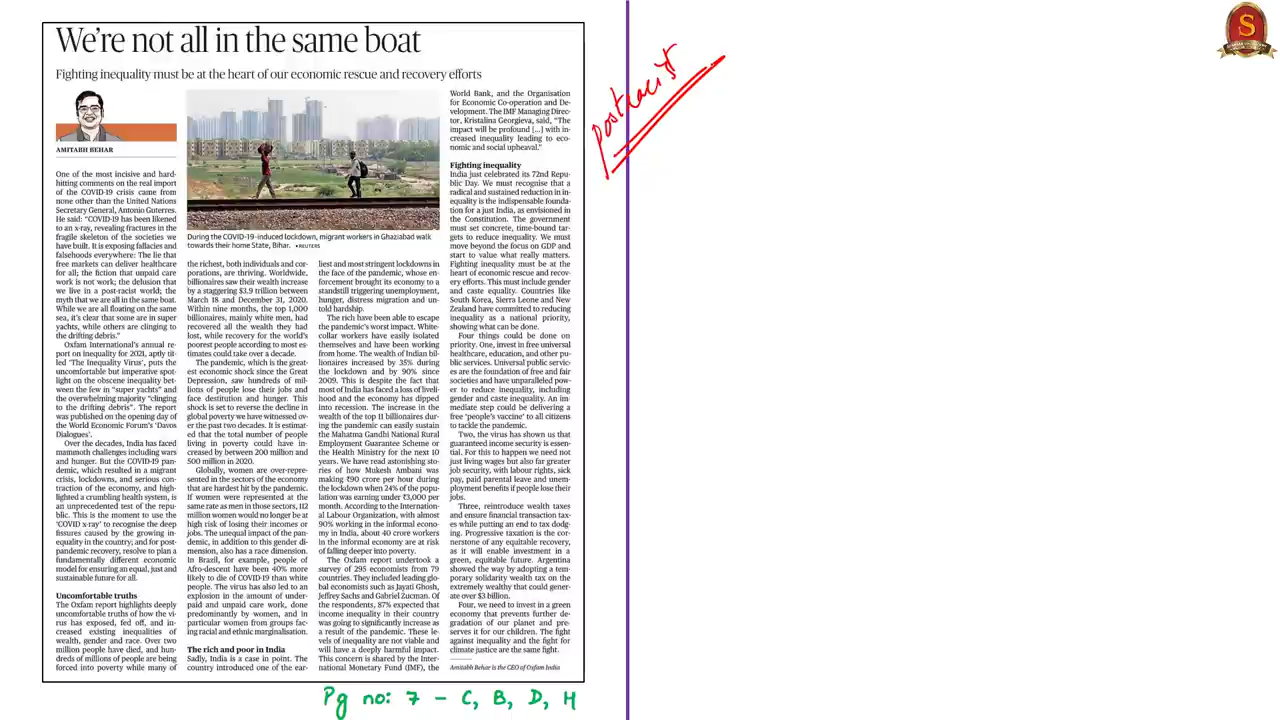 We're not all in the same boat
Fighting inequality must be at the heart of our economic rescue and recovery efforts
AMITABH BEHAR
One of the most incisive and hard-
hitting comments on the real import
of the COVID-19 crisis came from
none other than the United Nations
Secretary General, Antonio Guterres.
He said: “COVID-19 has been likened
to an x-ray, revealing fractures in the
fragile skeleton of the societies we
have built. It is exposing fallacies and
falsehoods everywhere: The lie that
free markets can deliver healthcare
for all; the fiction that unpaid care
work is not work; the delusion that
we live in a post-racist world; the
myth that we are all in the same boat.
While we are all floating on the same
sea, it's clear that some are in super
yachts, while others are clinging to
the drifting debris.”
Oxfam International's annual re-
port on inequality for 2021, aptly tit-
led 'The Inequality Virus', puts the
uncomfortable but imperative spot-
light on the obscene inequality bet-
ween the few in “super yachts” and
the overwhelming majority “clinging
to the drifting debris”. The report
was published on the opening day of
the World Economic Forum's 'Davos
Dialogues'.
Over the decades, India has faced
mammoth challenges including wars
and hunger. But the COVID-19 pan-
demic, which resulted in a migrant
crisis, lockdowns, and serious con-
traction of the economy, and high-
lighted a crumbling health system, is
an unprecedented test of the repu-
blic. This is the moment to use the
'COVID x-ray' to recognise the deep
fissures caused by the growing in-
equality in the country; and for post-
pandemic recovery, resolve to plan a
fundamentally different economic
model for ensuring an equal, just and
sustainable future for all.
Uncomfortable truths
The Oxfam report highlights deeply
uncomfortable truths of how the vi-
rus has exposed, fed off, and in-
creased existing inequalities of
wealth, gender and race. Over two
million people have died, and hun-
dreds of millions of people are being
forced into poverty while many of
During the COVID-19-induced lockdown, migrant workers in Ghaziabad walk
towards their home State, Bihar. •REUTERS
the richest, both individuals and cor-
porations, are thriving. Worldwide,
billionaires saw their wealth increase
by a staggering $3.9 trillion between
March 18 and December 31, 2020.
Within nine months, the top 1,000
billionaires, mainly white men, had
recovered all the wealth they had
lost, while recovery for the world's
poorest people according to most es-
timates could take over a decade.
The pandemic, which is the great-
est economic shock since the Great
Depression, saw hundreds of mil-
lions of people lose their jobs and
face destitution and hunger. This
shock is set to reverse the decline in
global poverty we have witnessed ov-
er the past two decades. It is estimat-
ed that the total number of people
living in poverty could have in-
creased by between 200 million and
500 million in 2020.
Globally, women are over-repre-
sented in the sectors of the economy
that are hardest hit by the pandemic.
If women were represented at the
same rate as men in those sectors, 112
million women would no longer be at
high risk of losing their incomes or
jobs. The unequal impact of the pan-
demic, in addition to this gender di-
mension, also has a race dimension.
In Brazil, for example, people of
Afro-descent have been 40% more
likely to die of COVID-19 than white
people. The virus has also led to an
explosion in the amount of under-
paid and unpaid care work, done
predominantly by women, and in
particular women from groups fac-
ing racial and ethnic marginalisation.
The rich and poor in India
Sadly, India is a case in point. The
country introduced one of the ear-
liest and most stringent lockdowns in
the face of the pandemic, whose en-
forcement brought its economy to a
standstill triggering unemployment,
hunger, distress migration and un-
told hardship.
The rich have been able to escape
the pandemic's worst impact. White-
collar workers have easily isolated
themselves and have been working
from home. The wealth of Indian bil-
lionaires increased by 35% during
the lockdown and by 90% since
2009. This is despite the fact that
most of India has faced a loss of liveli-
hood and the economy has dipped
into recession. The increase in the
wealth of the top 11 billionaires dur-
ing the pandemic can easily sustain the
Mahatma Gandhi National Rural
Employment Guarantee Scheme or
the Health Ministry for the next 10
years. We have read astonishing sto-
ries of how Mukesh Ambani was
making ₹90 crore per hour during
the lockdown when 24% of the popu-
lation was earning under ₹3,000 per
month. According to the Internation-
al Labour Organization, with almost
90% working in the informal econo-
my in India, about 40 crore workers
in the informal economy are at risk
of falling deeper into poverty.
The Oxfam report undertook a
survey of 295 economists from 79
countries. They included leading glo-
bal economists such as Jayati Ghosh,
Jeffrey Sachs and Gabriel Zucman. Of
the respondents, 87% expected that
income inequality in their country
was going to significantly increase as
a result of the pandemic. These le-
vels of inequality are not viable and
will have a deeply harmful impact.
This concern is shared by the Inter-
national Monetary Fund (IMF), the
World Bank, and the Organisation
for Economic Co-operation and De-
velopment. The IMF Managing Direc-
tor, Kristalina Georgieva, said, “The
impact will be profound [...] with in-
creased inequality leading to eco-
nomic and social upheaval.”
Fighting inequality
India just celebrated its 72nd Repu-
blic Day. We must recognise that a
radical and sustained reduction in in-
equality is the indispensable founda-
tion for a just India, as envisioned in
the Constitution. The government
must set concrete, time-bound tar-
gets to reduce inequality. We must
move beyond the focus on GDP and
start to value what really matters.
Fighting inequality must be at the
heart of economic rescue and recov-
ery efforts. This must include gender
and caste equality. Countries like
South Korea, Sierra Leone and New
Zealand have committed to reducing
inequality as a national priority,
showing what can be done.
Four things could be done on
priority. One, invest in free universal
healthcare, education, and other pu-
blic services. Universal public servic-
es are the foundation of free and fair
societies and have unparalleled pow-
er to reduce inequality, including
gender and caste inequality. An im-
mediate step could be delivering a
free 'people's vaccine' to all citizens
to tackle the pandemic.
Two, the virus has shown us that
guaranteed income security is essen-
tial. For this to happen we need not
just living wages but also far greater
job security, with labour rights, sick
pay, paid parental leave and unem-
ployment benefits if people lose their
jobs.
Three, reintroduce wealth taxes
and ensure financial transaction tax-
es while putting an end to tax dodg-
ing. Progressive taxation is the cor-
nerstone of any equitable recovery,
as it will enable investment in a
green, equitable future. Argentina
showed the way by adopting a tem-
porary solidarity wealth tax on the
extremely wealthy that could gener-
ate over $3 billion.
Four, we need to invest in a green
economy that prevents further de-
gradation of our planet and pre-
serves it for our children. The fight
against inequality and the fight for
climate justice are the same fight.
Amitabh Behar is the CEO of Oxfam India
Pg no: 7 - C, B, D, H
Postracist
S